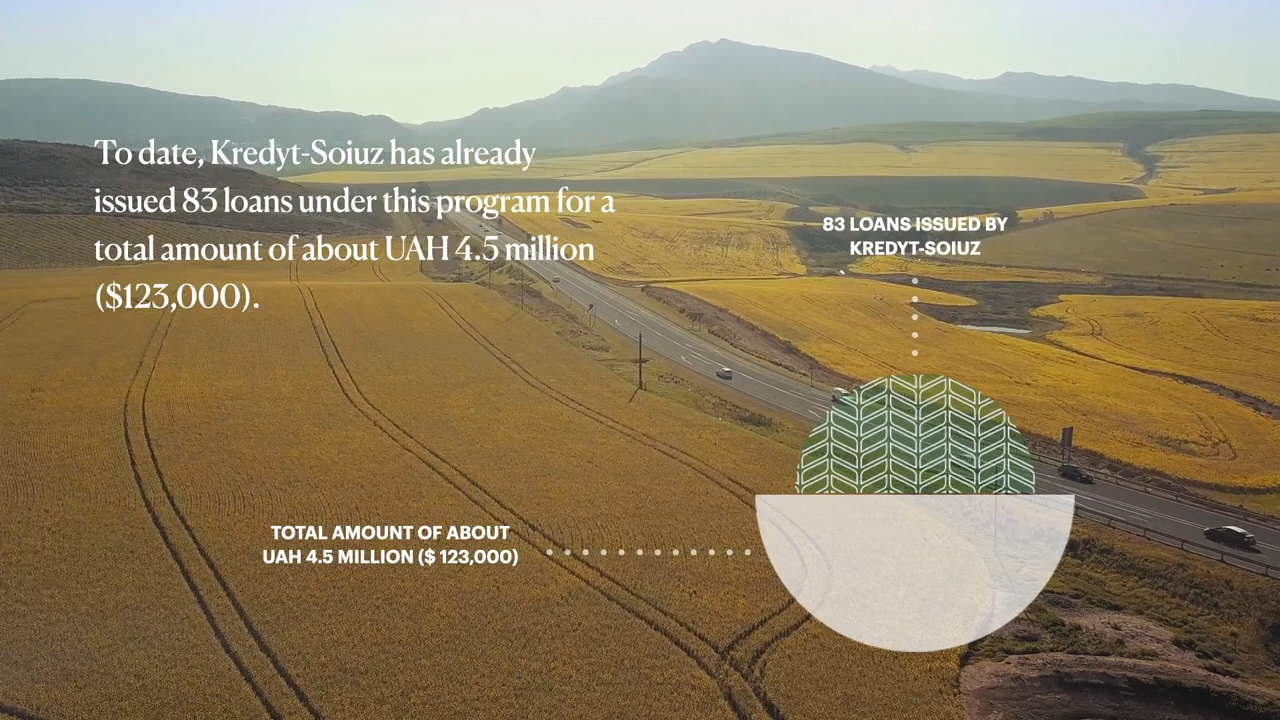 To date, Kredyt-Soiuz has already
issued 83 loans under this program for a
total amount of about UAH 4.5 million
($123,000).
83 LOANS ISSUED BY
KREDYT-SOIUZ
TOTAL AMOUNT OF ABOUT
UAH 4.5 MILLION ($ 123,000)